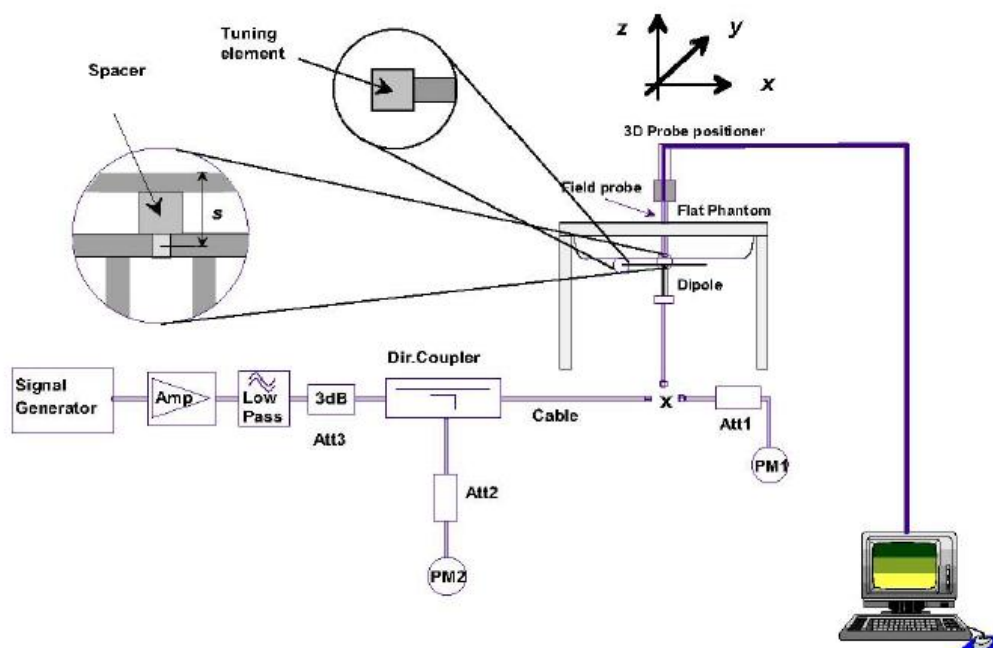 Tuning
element
Spacer
s
z
y
x
3D Probe positioner
Field probe
Flat Phantom
Dipole
Dir.Coupler
Signal
Generator
Amp
Low
Pass
3dB
Att3
Cable
x
Att1
PM1
Att2
PM2